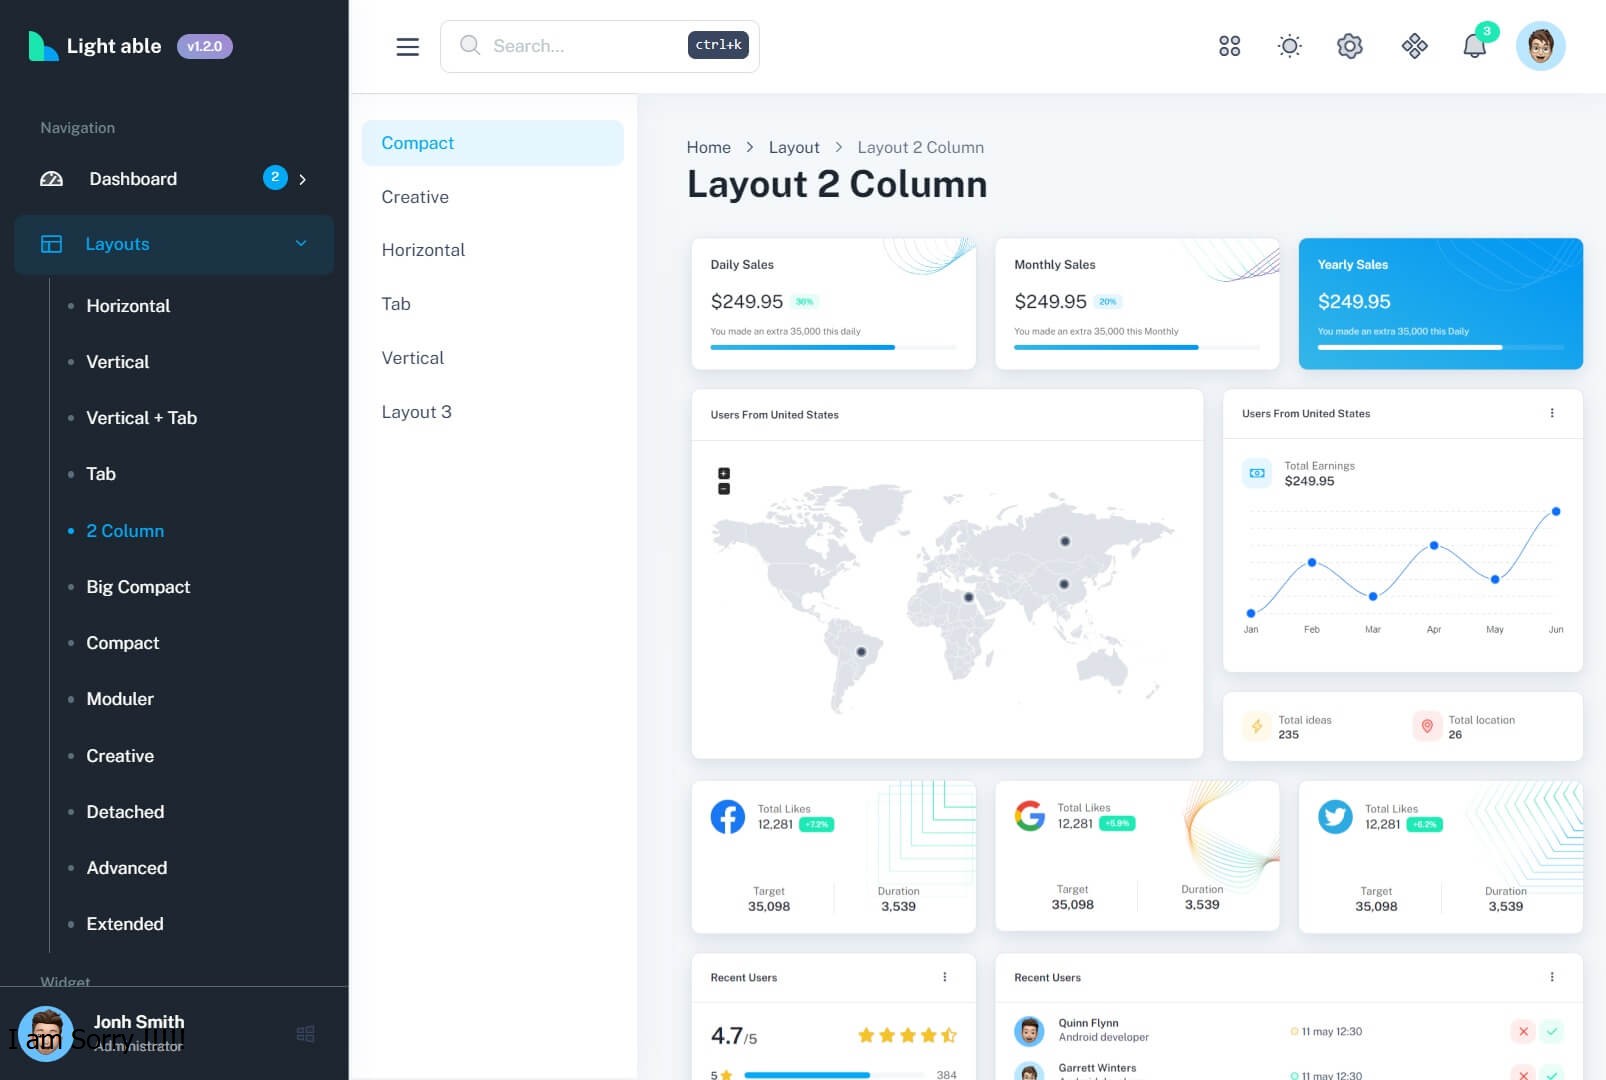 Light able v1.2.0
Search... ctrl+k
3
Navigation
Dashboard 2
Layouts
Horizontal
Vertical
Vertical + Tab
Tab
2 Column
Big Compact
Compact
Moduler
Creative
Detached
Advanced
Extended
Widget
Jonh Smith
Administrator
I am Sorry !!!!!
Compact
Creative
Horizontal
Tab
Vertical
Layout 3
Home > Layout > Layout 2 Column
Layout 2 Column
Daily Sales
$249.95 30%
You made an extra 35,000 this daily
Monthly Sales
$249.95 20%
You made an extra 35,000 this Monthly
Yearly Sales
$249.95
You made an extra 35,000 this Daily
Users From United States
+
−
Users From United States
Total Earnings
$249.95
Jan Feb Mar Apr May Jun
Total ideas
235
Total location
26
Total Likes
12,281 +7.2%
Target Duration
35,098 3,539
Total Likes
12,281 +5.9%
Target Duration
35,098 3,539
Total Likes
12,281 +6.2%
Target Duration
35,098 3,539
Recent Users
4.7/5
5 384
Recent Users
Quinn Flynn
Android developer
11 may 12:30
Garrett Winters
11 may 12:30